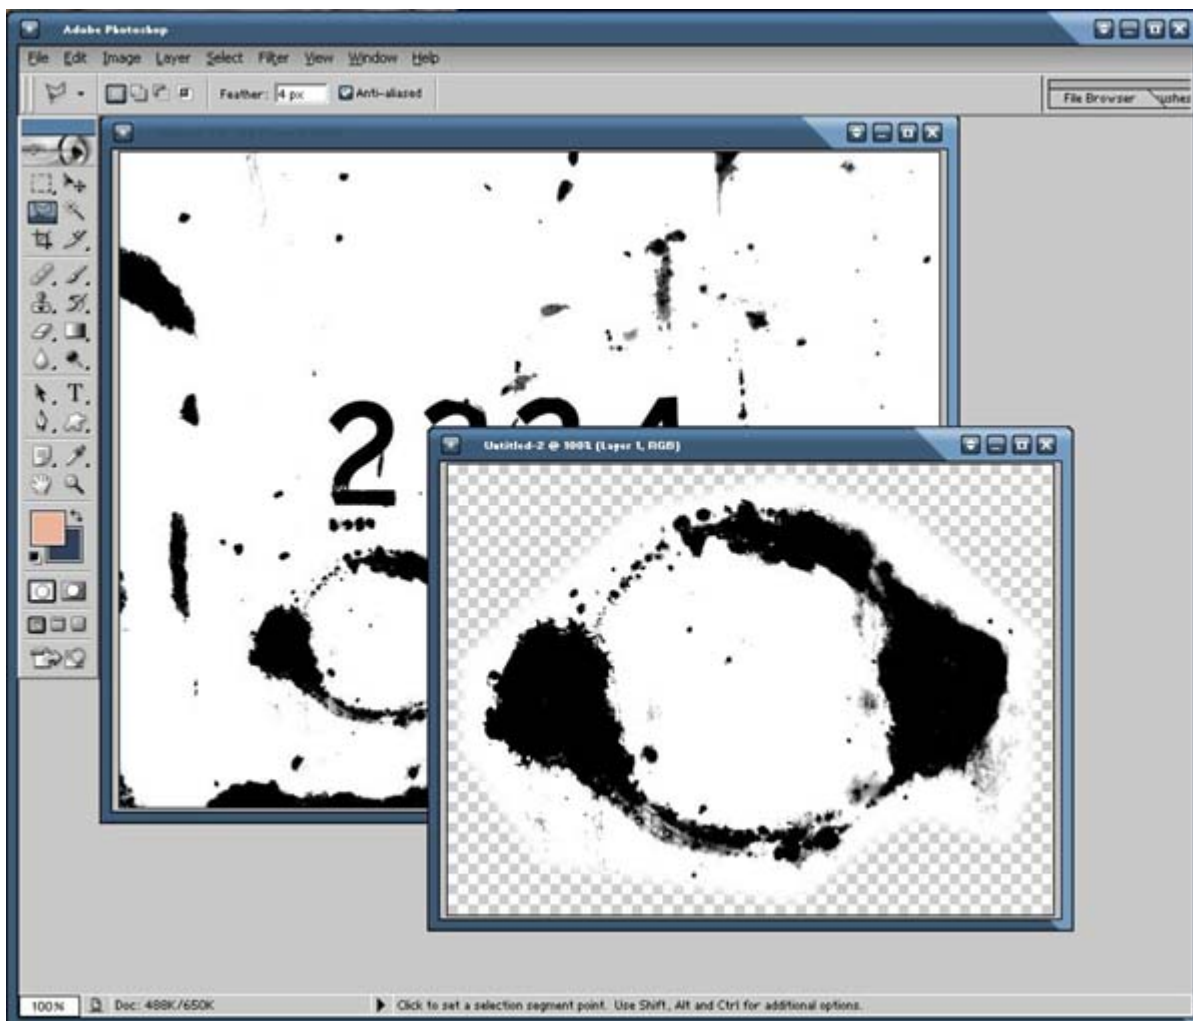 Adobe Photoshop
File Edit Image Layer Select Filter View Window Help
Feather: 4 px Anti-aliased
File Browser
2
Untitled-2 @ 100% (Layer 1, RGB)
100% Doc: 488K/650K Click to set a selection segment point. Use Shift, Alt and Ctrl for additional options.